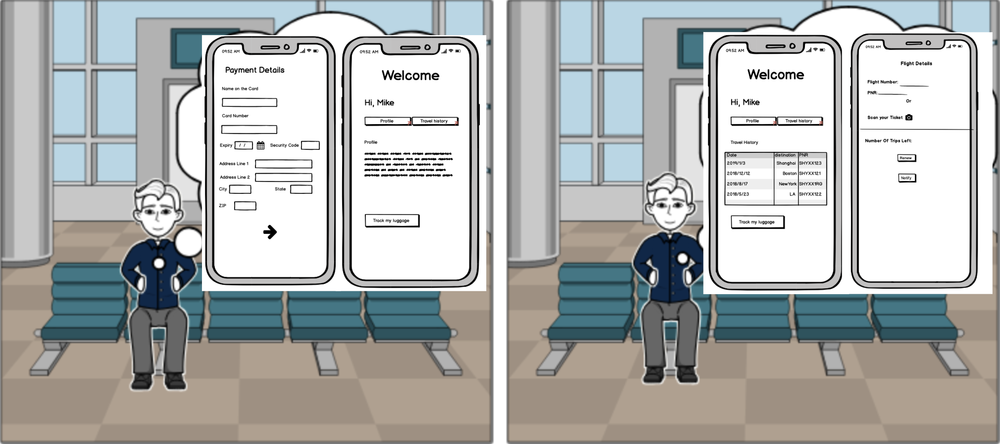 09:52 AM
Payment Details
Name on the Card
Card Number
Expiry / / Security Code
Address Line 1
Address Line 2
City State
ZIP
09:52 AM
Welcome
Hi, Mike
Profile Travel history
Profile
Track my luggage
09:52 AM
Welcome
Hi, Mike
Profile Travel history
Travel History
Date distination PNR
2019/1/3 Shanghai SHYXX123
2018/12/12 Boston SHYXX121
2018/8/17 NewYork SHYXX1RG
2018/5/23 LA SHYXX122
Track my luggage
09:52 AM
Flight Details
Flight Number:
PNR:
Or
Scan your Ticket
Number Of Trips Left:
Renew
Notify